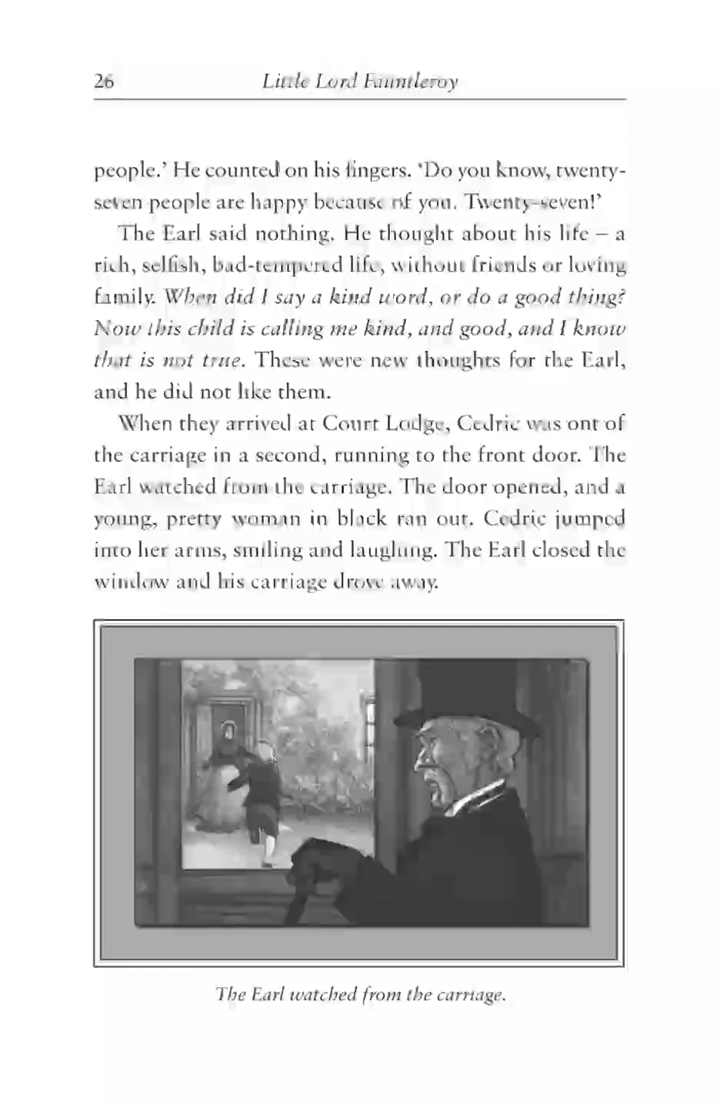 26 Little Lord Fauntleroy
people.’ He counted on his fingers. ‘Do you know, twenty-
seven people are happy because of you. Twenty-seven!’
The Earl said nothing. He thought about his life – a
rich, selfish, bad-tempered life, without friends or loving
family. When did I say a kind word, or do a good thing?
Now this child is calling me kind, and good, and I know
that is not true. These were new thoughts for the Earl,
and he did not like them.
When they arrived at Court Lodge, Cedric was out of
the carriage in a second, running to the front door. The
Earl watched from the carriage. The door opened, and a
young, pretty woman in black ran out. Cedric jumped
into her arms, smiling and laughing. The Earl closed the
window and his carriage drove away.
The Earl watched from the carriage.